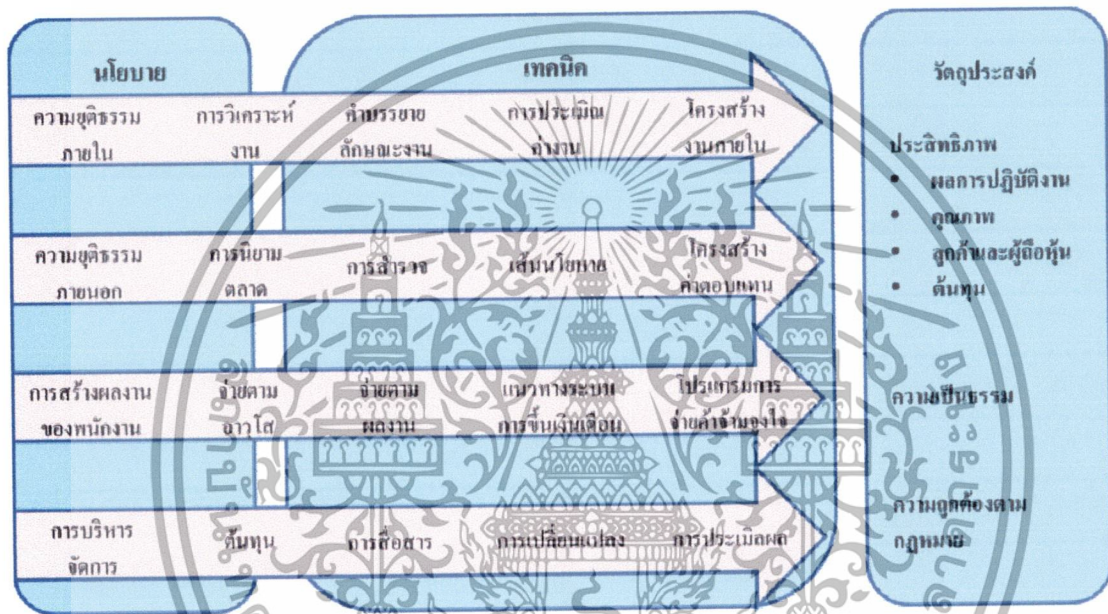 นโยบาย
เทคนิค
วัตถุประสงค์
ความยุติธรรม
ภายใน
การวิเคราะห์
งาน
คำบรรยาย
ลักษณะงาน
การประเมิน
ค่างาน
โครงสร้าง
งานภายใน
ความยุติธรรม
ภายนอก
การนิยาม
ตลาด
การสำรวจ
เส้นนโยบาย
โครงสร้าง
ค่าตอบแทน
การสร้างผลงาน
ของพนักงาน
จ่ายตาม
อาวุโส
จ่ายตาม
ผลงาน
แนวทางระบบ
การขึ้นเงินเดือน
โปรแกรมการ
จ่ายค่าจ้างจูงใจ
การบริหาร
จัดการ
ต้นทุน
การสื่อสาร
การเปลี่ยนแปลง
การประเมิลผล
ประสิทธิภาพ
• ผลการปฏิบัติงาน
• คุณภาพ
• ลูกค้าและผู้ถือหุ้น
• ต้นทุน
ความเป็นธรรม
ความถูกต้องตาม
กฎหมาย